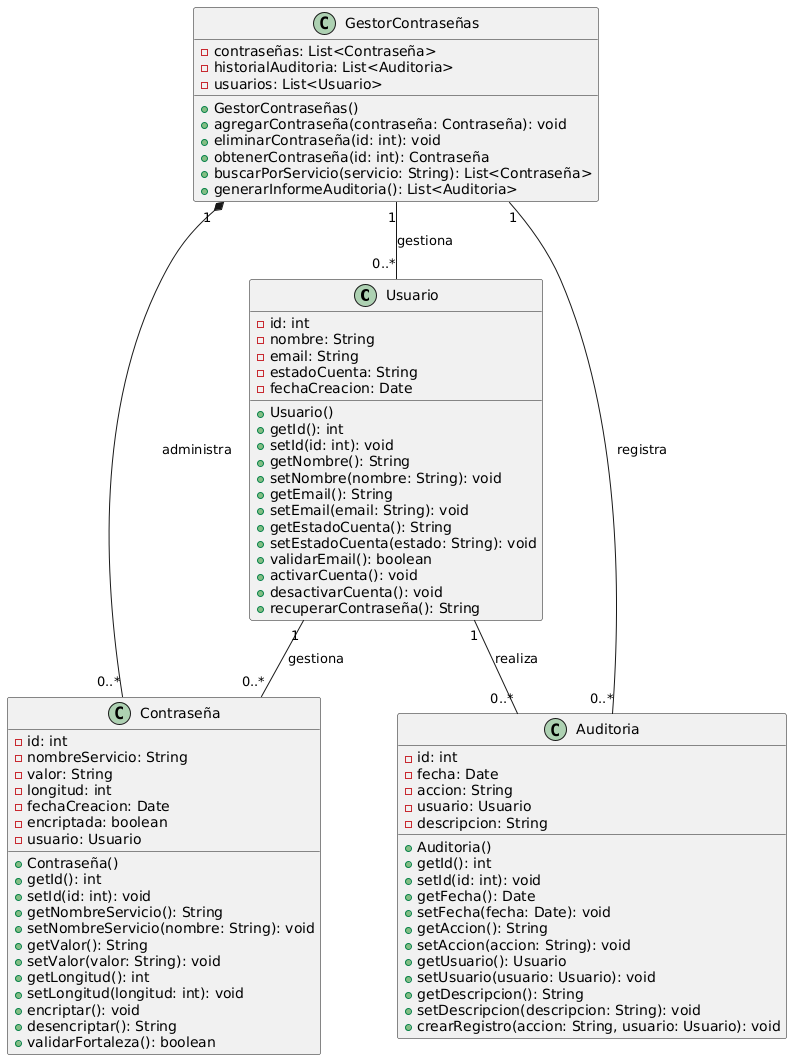 C GestorContraseñas
contraseñas: List<Contraseña>
historialAuditoria: List<Auditoria>
usuarios: List<Usuario>
GestorContraseñas()
agregarContraseña(contraseña: Contraseña): void
eliminarContraseña(id: int): void
obtenerContraseña(id: int): Contraseña
buscarPorServicio(servicio: String): List<Contraseña>
generarInformeAuditoria(): List<Auditoria>
1
1
1
gestiona
0..*
C Usuario
id: int
nombre: String
email: String
estadoCuenta: String
fechaCreacion: Date
Usuario()
getId(): int
setId(id: int): void
getNombre(): String
setNombre(nombre: String): void
getEmail(): String
setEmail(email: String): void
getEstadoCuenta(): String
setEstadoCuenta(estado: String): void
validarEmail(): boolean
activarCuenta(): void
desactivarCuenta(): void
recuperarContraseña(): String
administra
registra
1
1
gestiona
realiza
0..*
0..*
0..*
0..*
C Contraseña
id: int
nombreServicio: String
valor: String
longitud: int
fechaCreacion: Date
encriptada: boolean
usuario: Usuario
Contraseña()
getId(): int
setId(id: int): void
getNombreServicio(): String
setNombreServicio(nombre: String): void
getValor(): String
setValor(valor: String): void
getLongitud(): int
setLongitud(longitud: int): void
encriptar(): void
desencriptar(): String
validarFortaleza(): boolean
C Auditoria
id: int
fecha: Date
accion: String
usuario: Usuario
descripcion: String
Auditoria()
getId(): int
setId(id: int): void
getFecha(): Date
setFecha(fecha: Date): void
getAccion(): String
setAccion(accion: String): void
getUsuario(): Usuario
setUsuario(usuario: Usuario): void
getDescripcion(): String
setDescripcion(descripcion: String): void
crearRegistro(accion: String, usuario: Usuario): void